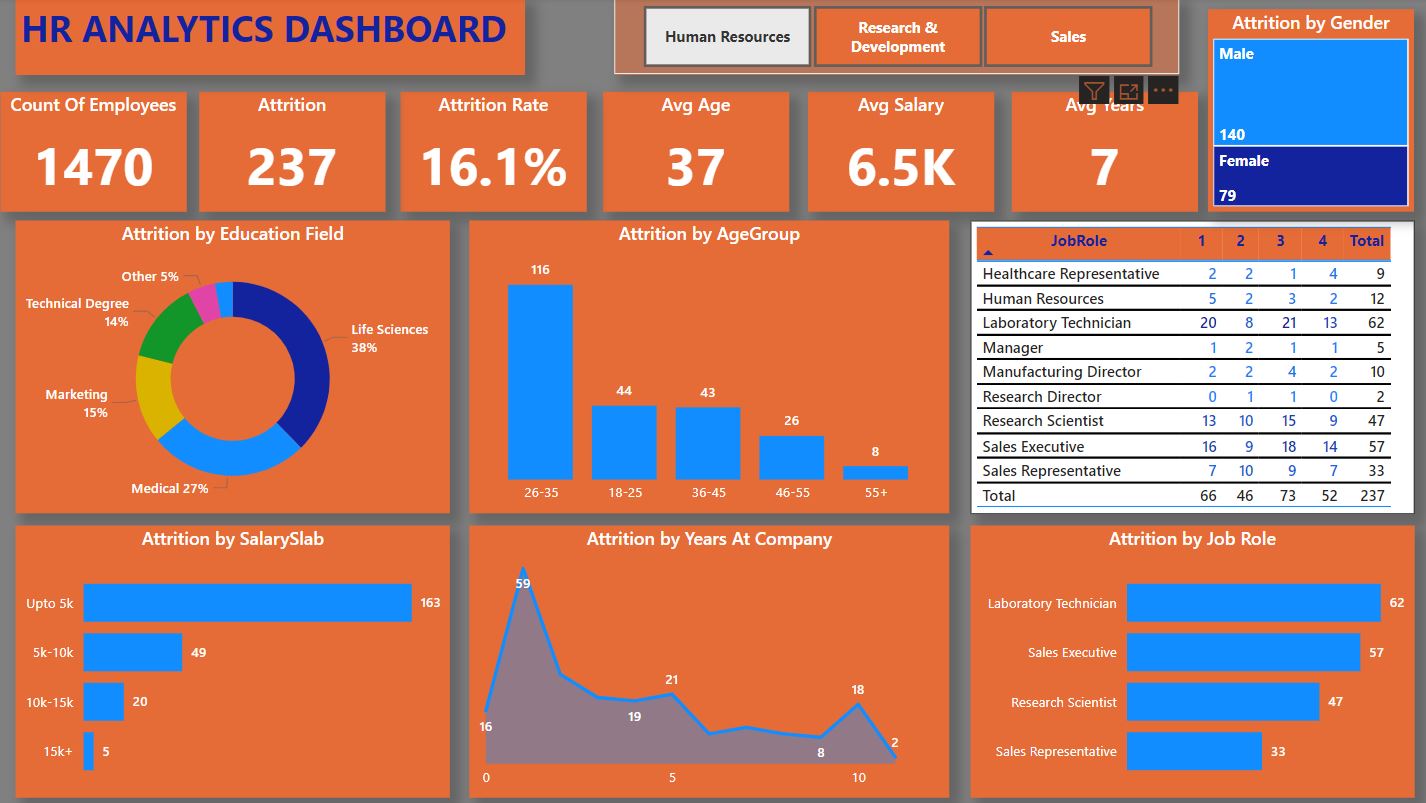 HR ANALYTICS DASHBOARD
Human Resources
Research &
Development
Sales
Attrition by Gender
Male
140
Female
79
Count Of Employees
1470
Attrition
237
Attrition Rate
16.1%
Avg Age
37
Avg Salary
6.5K
Avg Years
7
Attrition by Education Field
Other 5%
Technical Degree
14%
Life Sciences
38%
Marketing
15%
Medical 27%
Attrition by AgeGroup
116
44
43
26
8
26-35 18-25 36-45 46-55 55+
JobRole 1 2 3 4 Total
Healthcare Representative 2 2 1 4 9
Human Resources 5 2 3 2 12
Laboratory Technician 20 8 21 13 62
Manager 1 2 1 1 5
Manufacturing Director 2 2 4 2 10
Research Director 0 1 1 0 2
Research Scientist 13 10 15 9 47
Sales Executive 16 9 18 14 57
Sales Representative 7 10 9 7 33
Total 66 46 73 52 237
Attrition by SalarySlab
Upto 5k 163
5k-10k 49
10k-15k 20
15k+ 5
Attrition by Years At Company
59
21
18
19
16
8
2
0 5 10
Attrition by Job Role
Laboratory Technician 62
Sales Executive 57
Research Scientist 47
Sales Representative 33